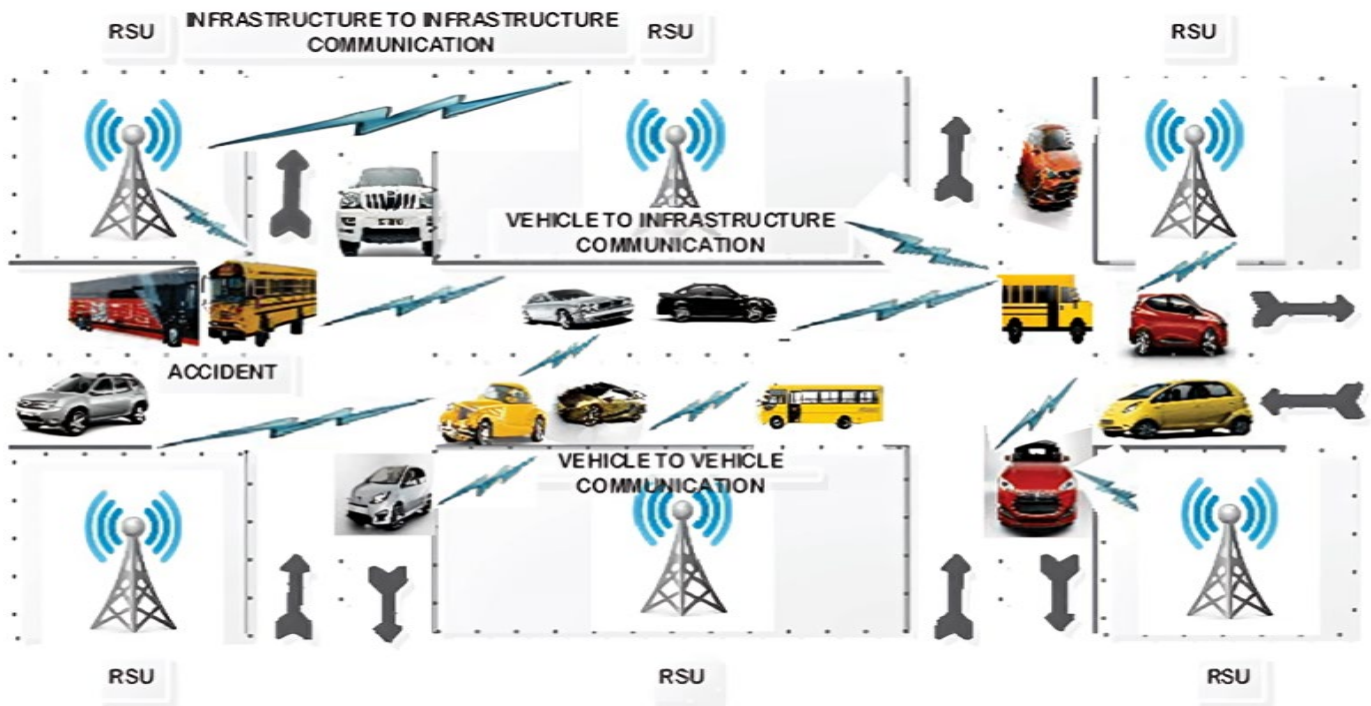 RSU
INFRASTRUCTURE TO INFRASTRUCTURE
COMMUNICATION
RSU
RSU
VEHICLE TO INFRASTRUCTURE
COMMUNICATION
ACCIDENT
VEHICLE TO VEHICLE
COMMUNICATION
RSU
RSU
RSU